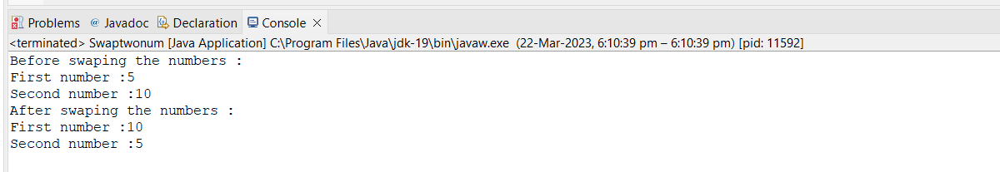 Problems @ Javadoc Declaration Console
<terminated> Swaptwonum [Java Application] C:\Program Files\Java\jdk-19\bin\javaw.exe (22-Mar-2023, 6:10:39 pm – 6:10:39 pm) [pid: 11592]
Before swaping the numbers :
First number :5
Second number :10
After swaping the numbers :
First number :10
Second number :5